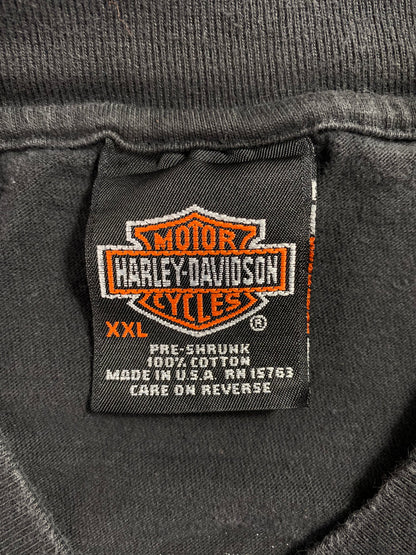 MOTOR
HARLEY-DAVIDSON
CYCLES
XXL ®
PRE-SHRUNK
100% COTTON
MADE IN U.S.A. RN 15763
CARE ON REVERSE